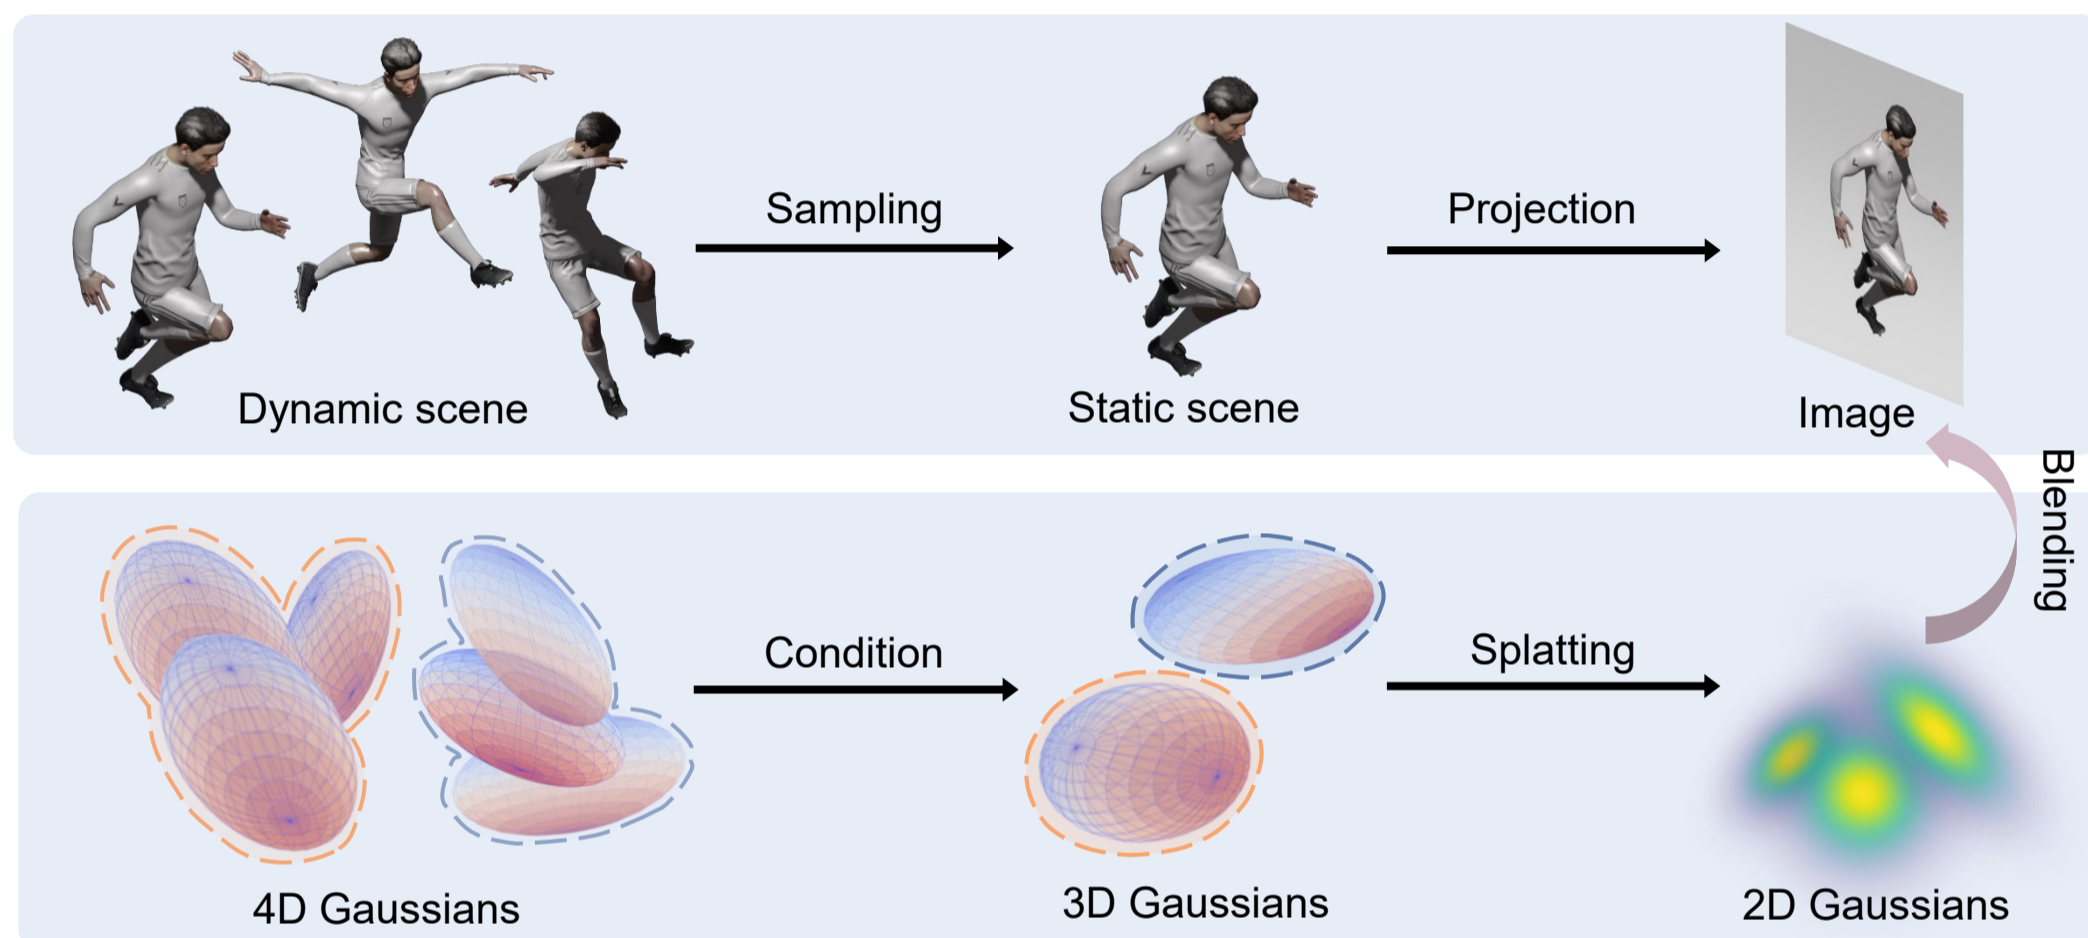 Sampling
Projection
Dynamic scene
Static scene
Image
Blending
Condition
Splatting
4D Gaussians
3D Gaussians
2D Gaussians